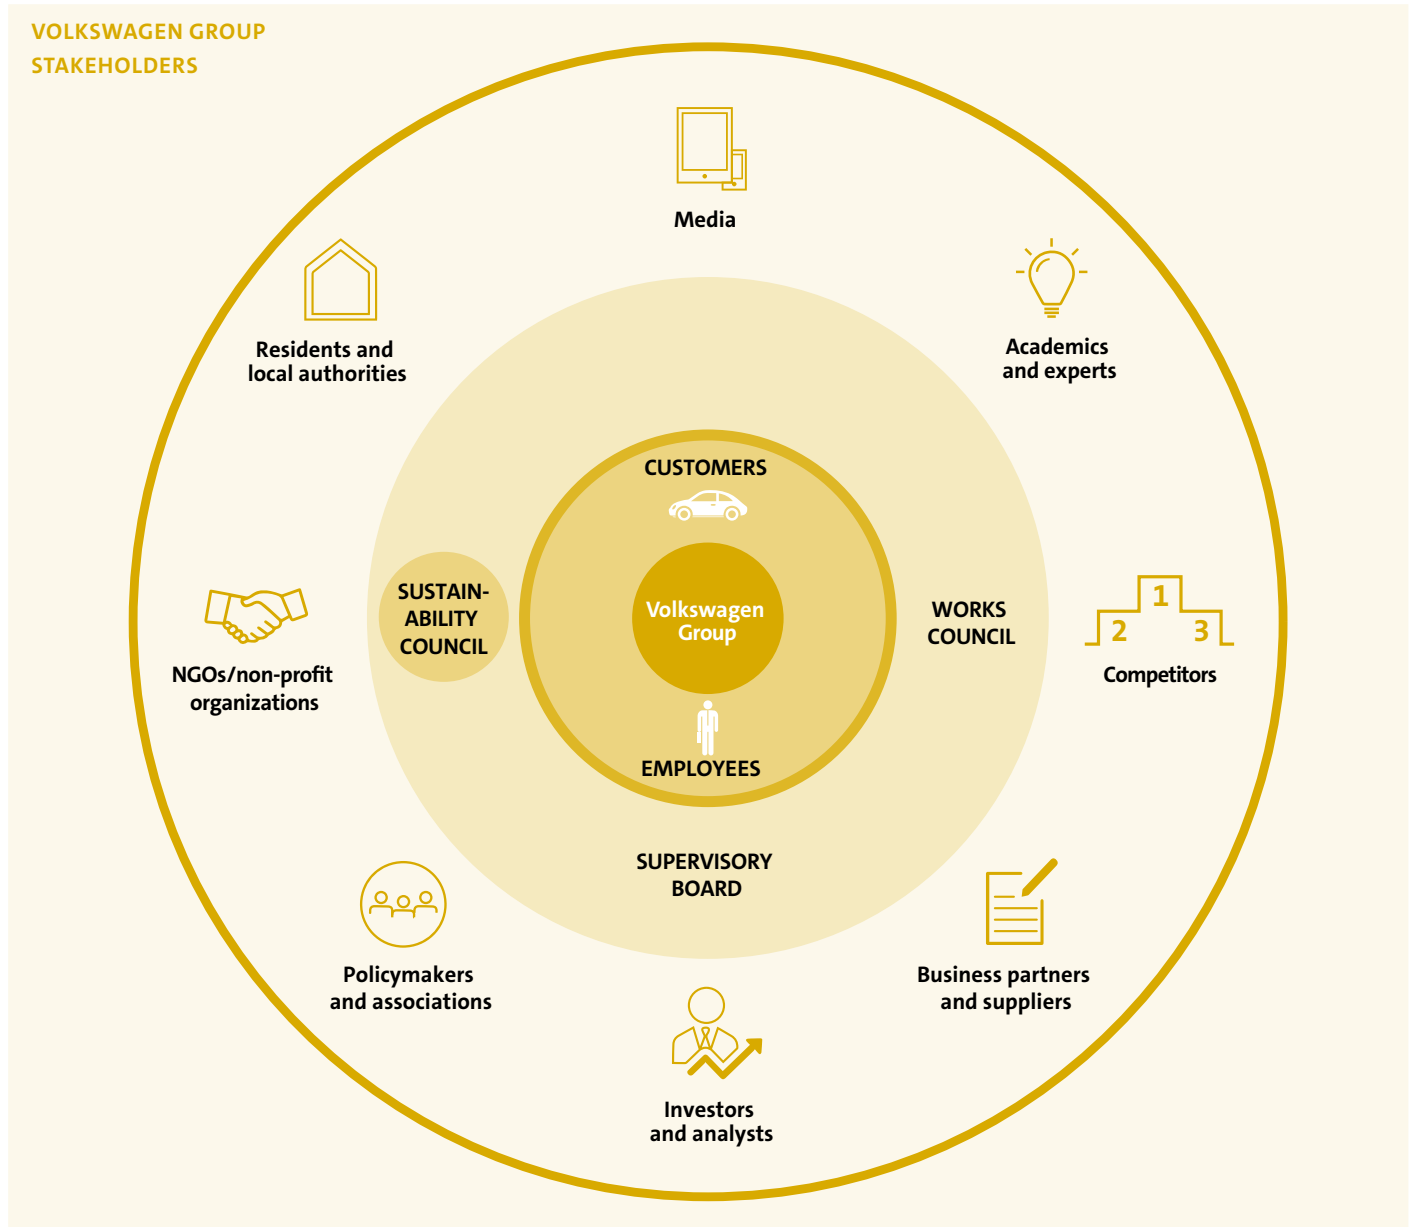 VOLKSWAGEN GROUP
STAKEHOLDERS
Media
Residents and
local authorities
Academics
and experts
CUSTOMERS
SUSTAIN-
ABILITY
COUNCIL
Volkswagen
Group
WORKS
COUNCIL
1
2
3
NGOs/non-profit
organizations
Competitors
EMPLOYEES
SUPERVISORY
BOARD
Policymakers
and associations
Business partners
and suppliers
Investors
and analysts